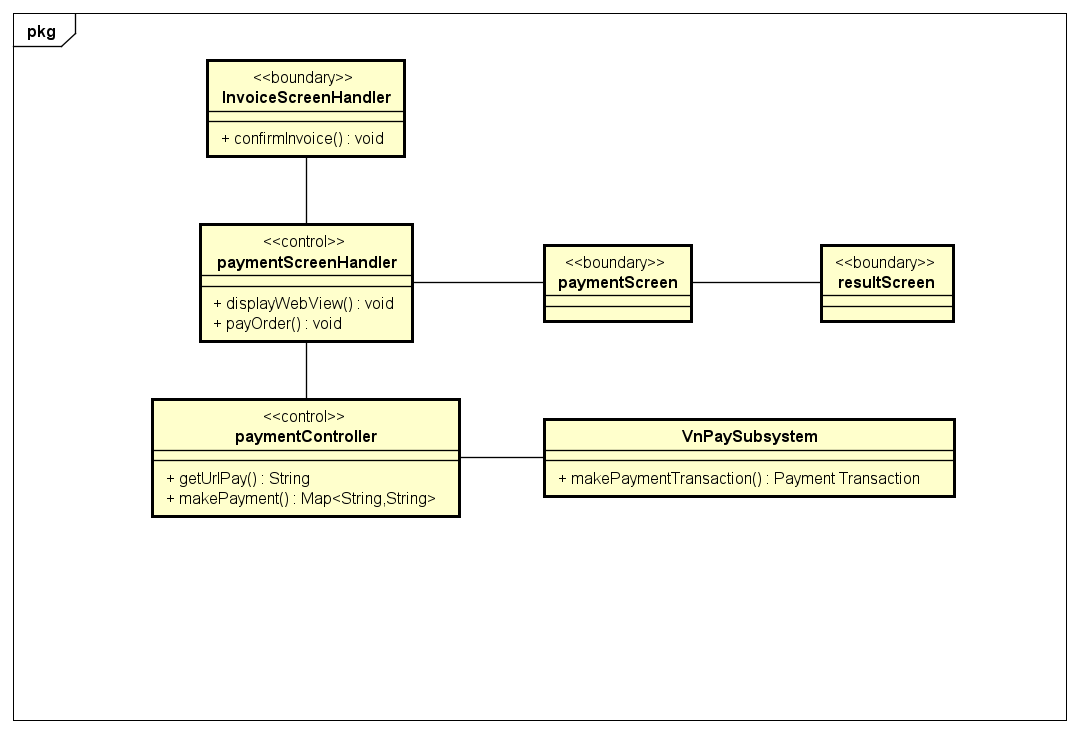 pkg
<<boundary>>
InvoiceScreenHandler
+ confirmInvoice() : void
<<control>>
paymentScreenHandler
+ displayWebView() : void
+ payOrder() : void
<<boundary>>
paymentScreen
<<boundary>>
resultScreen
<<control>>
paymentController
+ getUrlPay() : String
+ makePayment() : Map<String,String>
VnPaySubsystem
+ makePaymentTransaction() : Payment Transaction